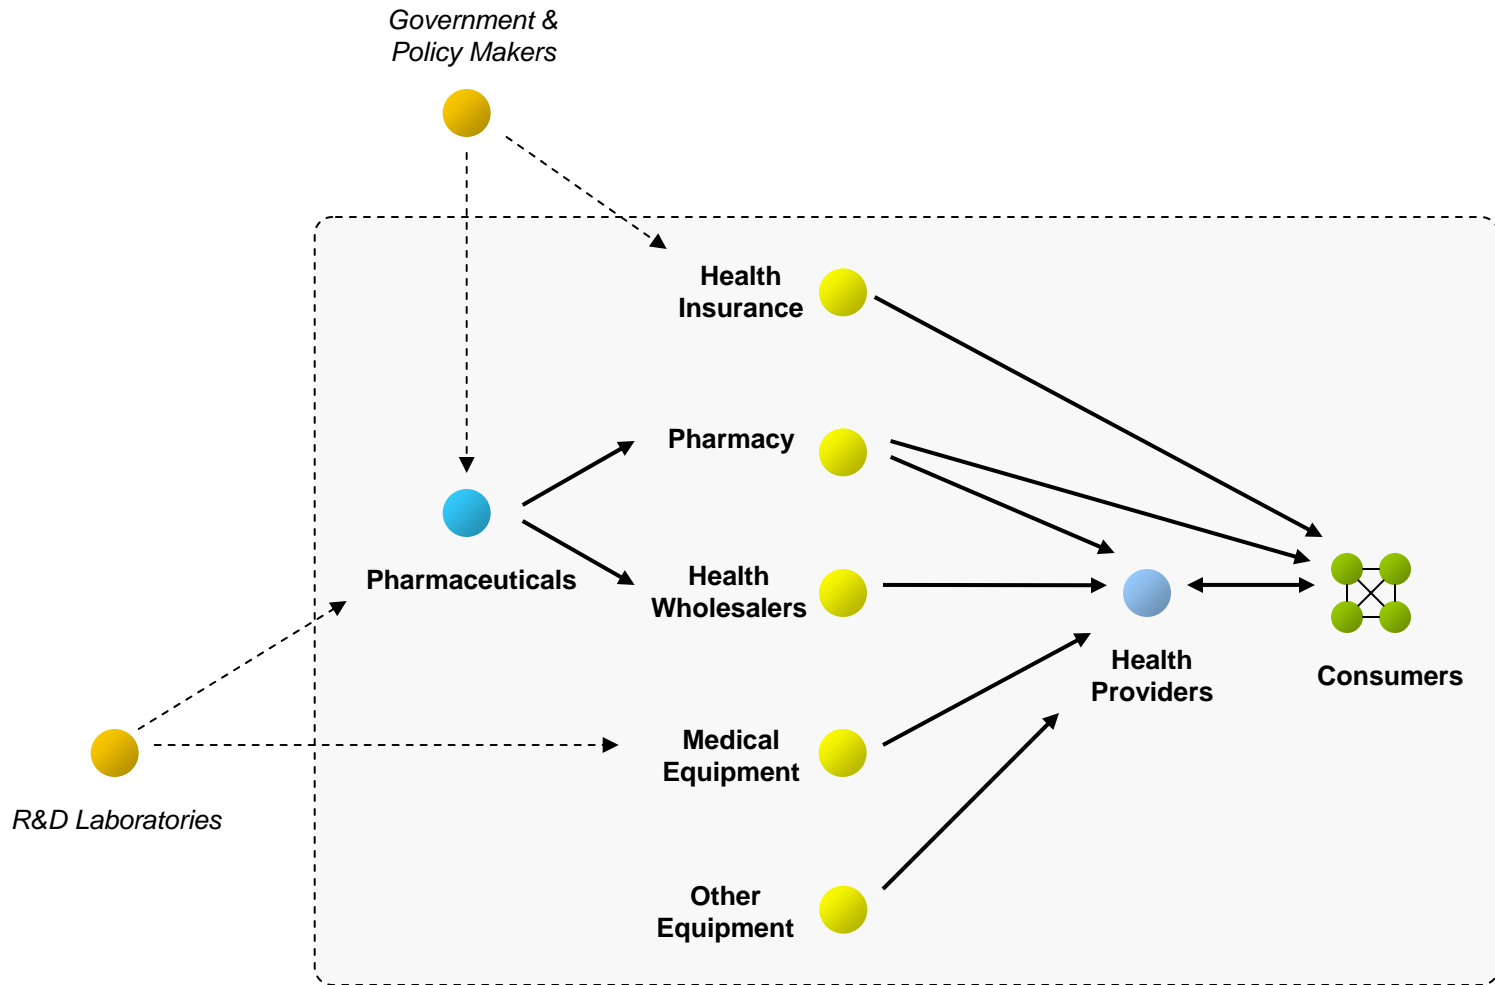 Government &
Policy Makers
Health
Insurance
Pharmacy
Pharmaceuticals
Health
Wholesalers
Health
Providers
Consumers
Medical
Equipment
R&D Laboratories
Other
Equipment